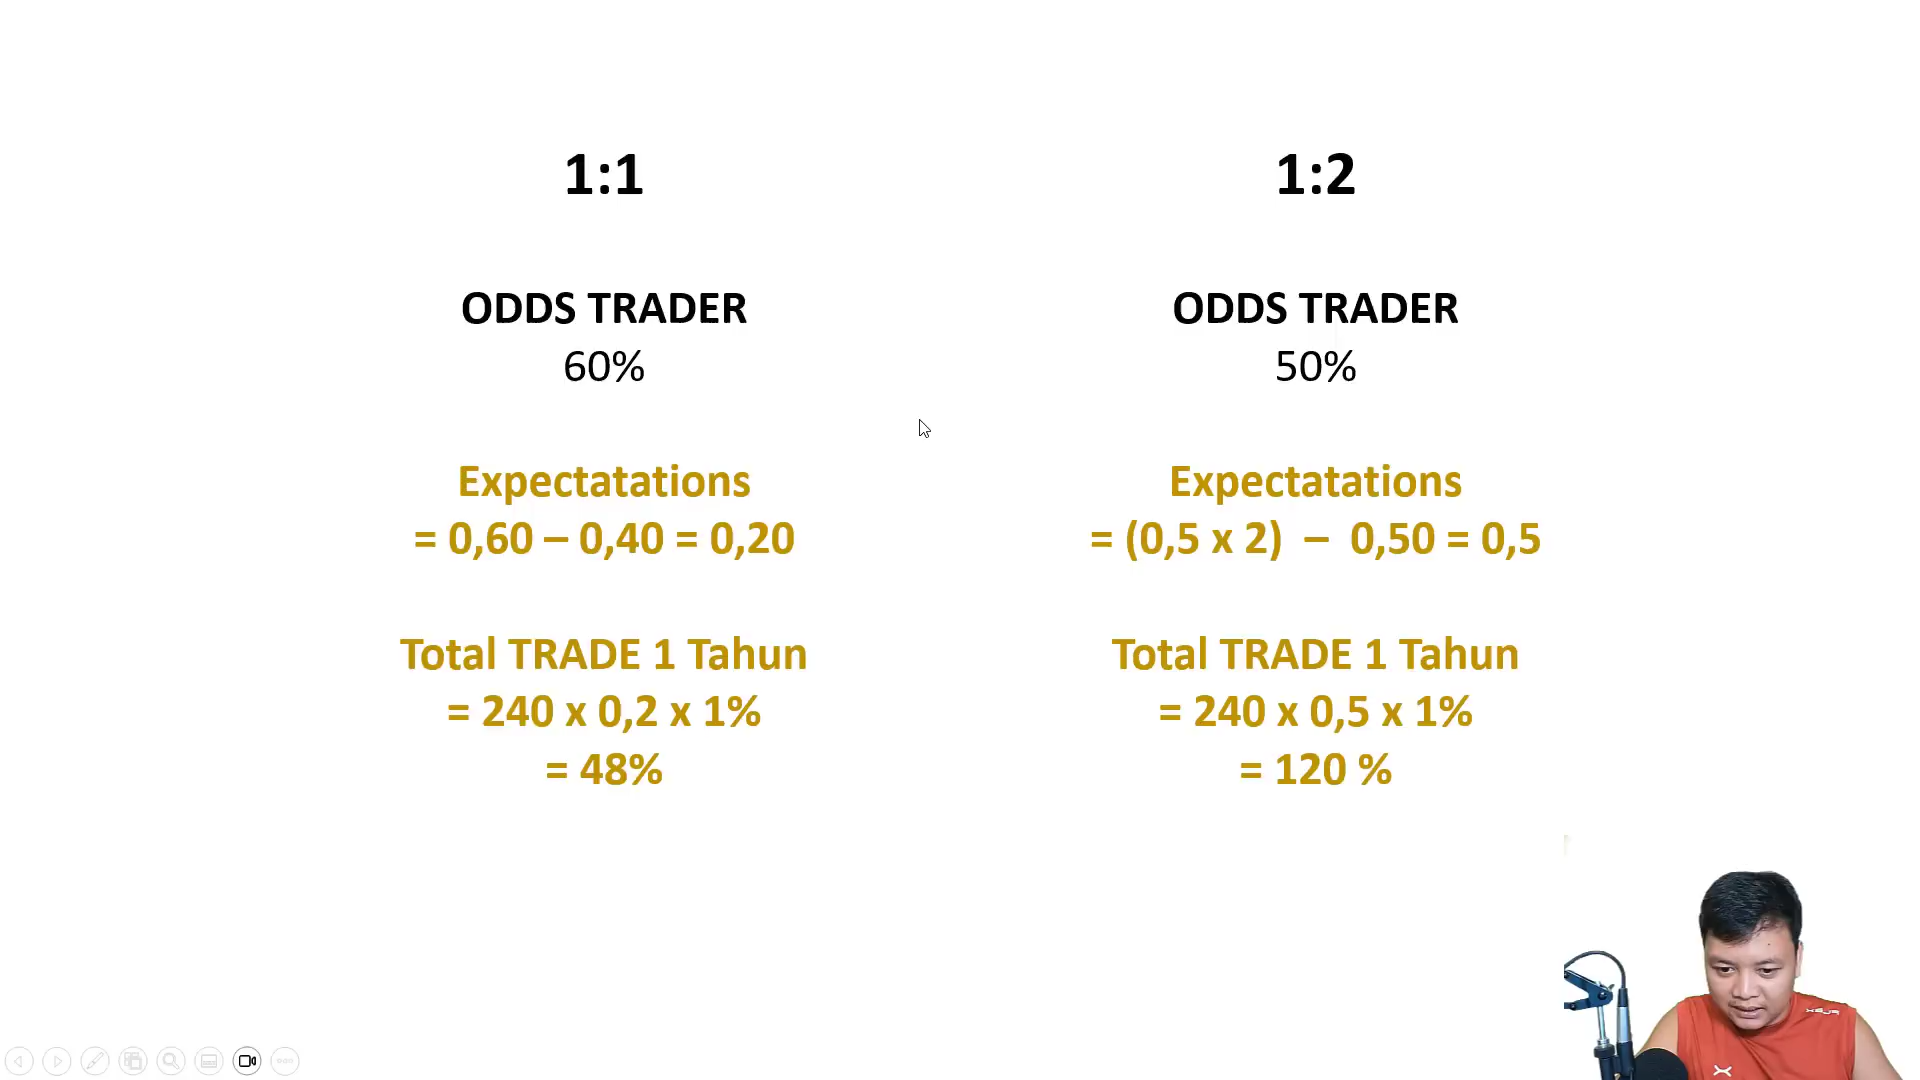 1:1
ODDS TRADER
60%
Expectatations
= 0,60 – 0,40 = 0,20
Total TRADE 1 Tahun
= 240 x 0,2 x 1%
= 48%
1:2
ODDS TRADER
50%
Expectatations
= (0,5 x 2) – 0,50 = 0,5
Total TRADE 1 Tahun
= 240 x 0,5 x 1%
= 120 %